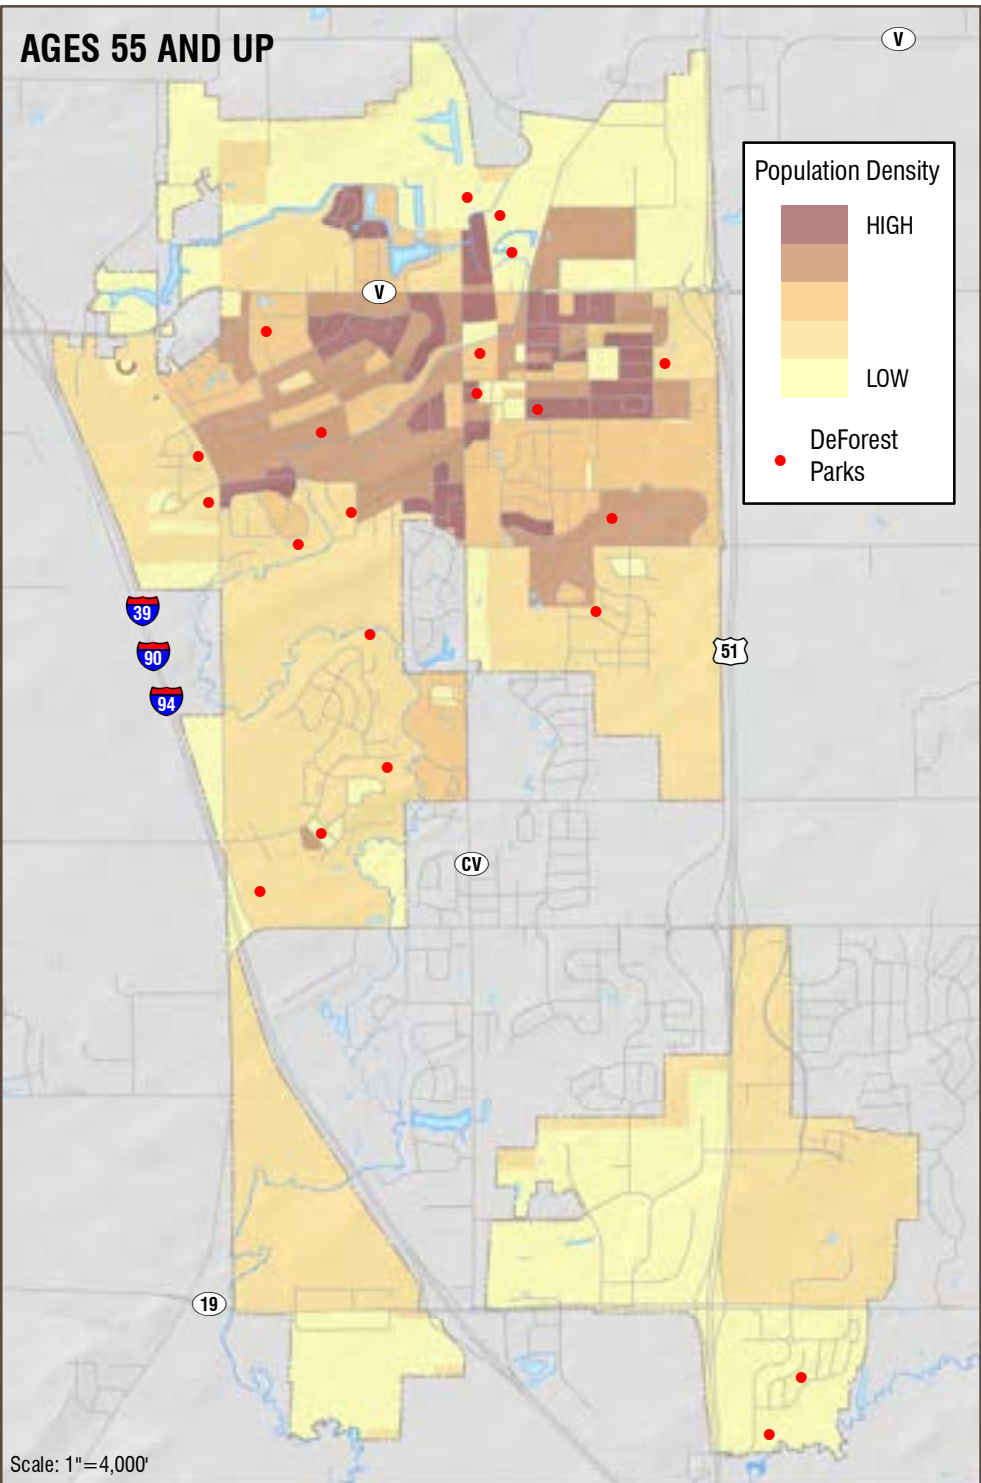 AGES 55 AND UP
V
Population Density
HIGH
LOW
DeForest
Parks
V
39
90
94
51
CV
19
Scale: 1"=4,000'